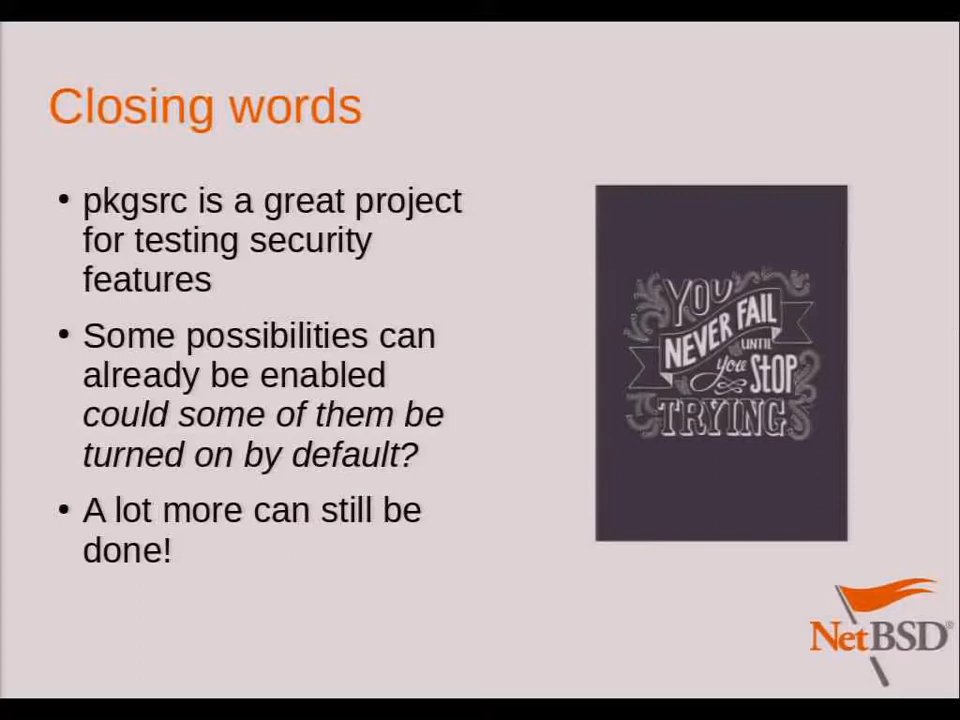 Closing words
• pkgsrc is a great project
for testing security
features
• Some possibilities can
already be enabled
could some of them be
turned on by default?
• A lot more can still be
done!
YOU
NEVER FAIL
UNTIL
you STOP
TRYING
NetBSD®